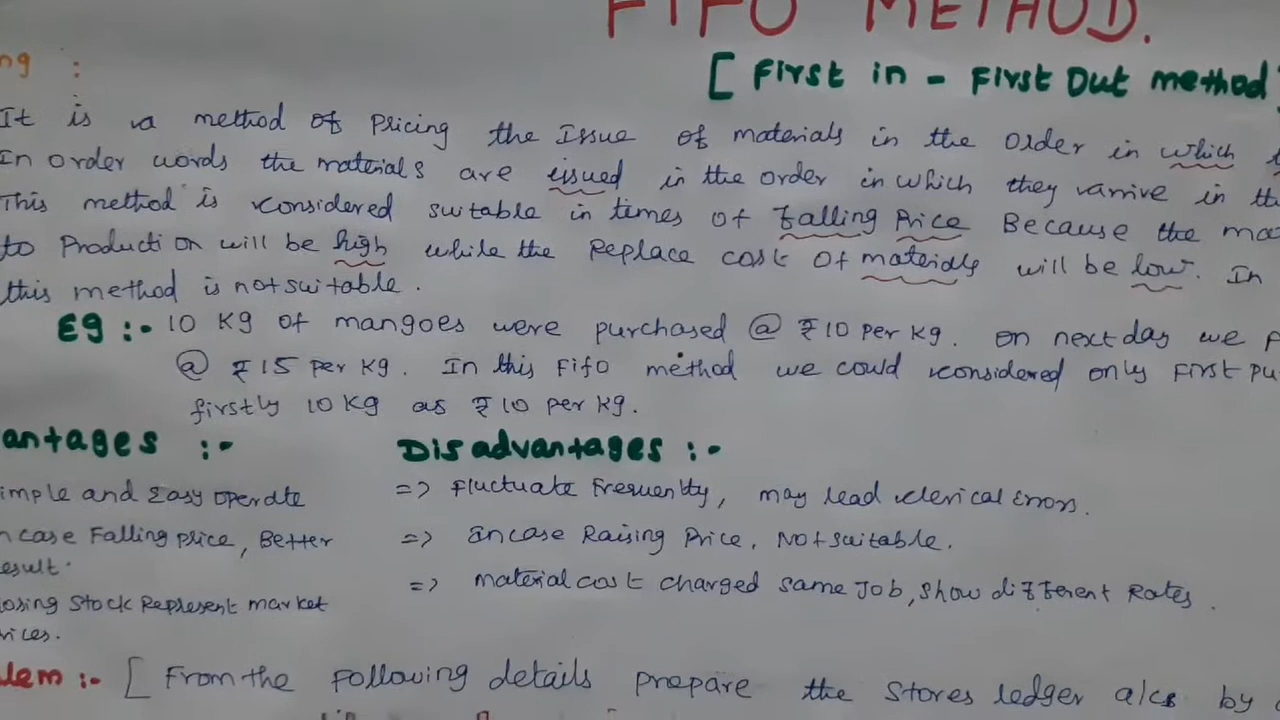 FIFO METHOD.
ng :
[ First in - First Out method ]
It is a method of Pricing the Issue of materials in the Order in which
In order words the materials are issued in the order in which they arrive in th
This method is considered suitable in times of falling Price Because the ma
to Production will be high while the Replace cost Of materials will be low. In
this method is not suitable.
Eg :- 10 Kg of mangoes were purchased @ ₹10 Per Kg. on next day we P
@ ₹15 Per Kg. In this Fifo method we could considered only First Pu
firstly 10 Kg as ₹10 per kg.
antages :- Disadvantages :-
imple and Easy Operate => Fluctuate Frequently, may lead clerical Errors.
n case Falling price, Better => Incase Raising Price, Not suitable.
esult.
=> material cost charged same Job, Show different Rates.
losing Stock Represent market
rices.
lem :- [ From the Following details prepare the Stores ledger a/cs by